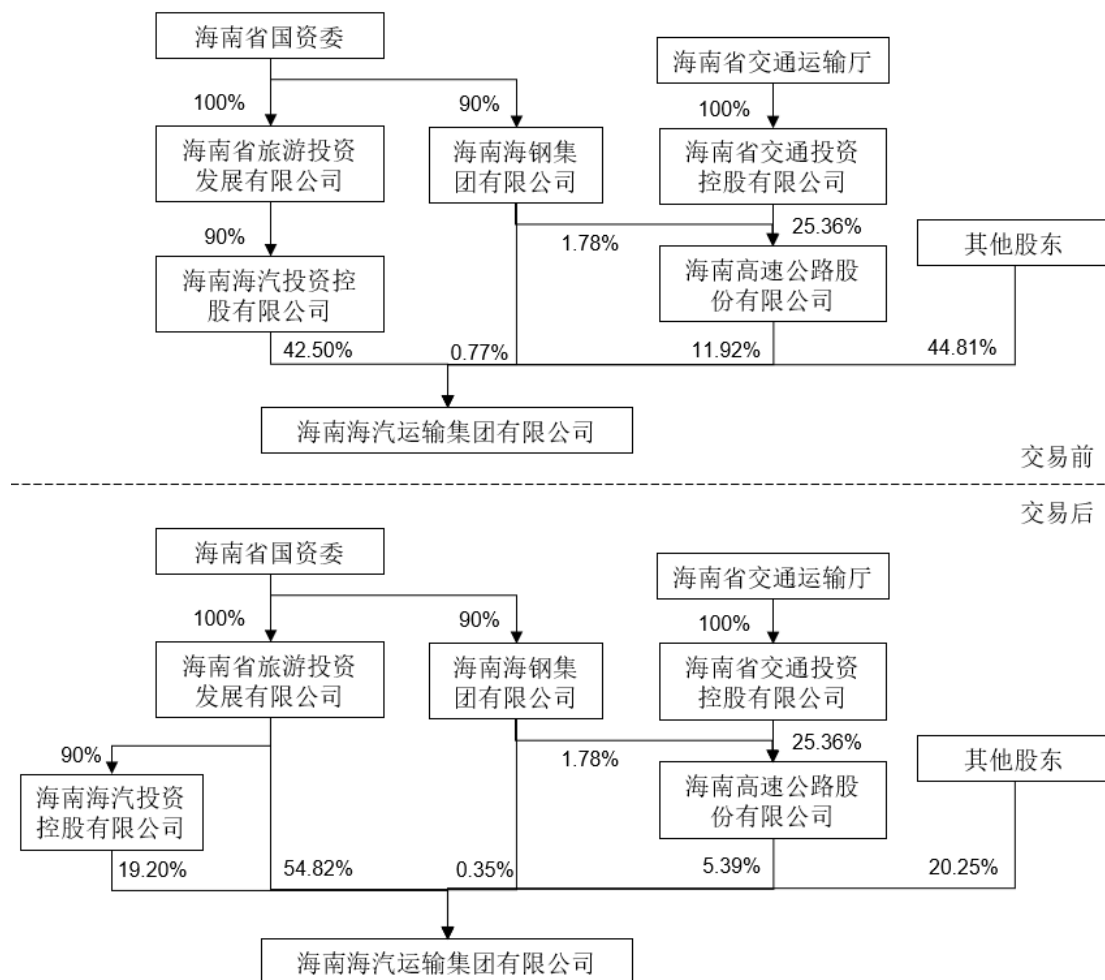 海南省国资委
海南省交通运输厅
100%
90%
100%
海南省旅游投资
发展有限公司
海南海钢集
团有限公司
海南省交通投资
控股有限公司
90%
1.78%
25.36%
其他股东
海南海汽投资控
股有限公司
海南高速公路股
份有限公司
42.50%
0.77%
11.92%
44.81%
海南海汽运输集团有限公司
交易前
交易后
海南省国资委
海南省交通运输厅
100%
90%
100%
海南省旅游投资
发展有限公司
海南海钢集
团有限公司
海南省交通投资
控股有限公司
90%
1.78%
25.36%
其他股东
海南海汽投资
控股有限公司
海南高速公路股
份有限公司
19.20%
54.82%
0.35%
5.39%
20.25%
海南海汽运输集团有限公司